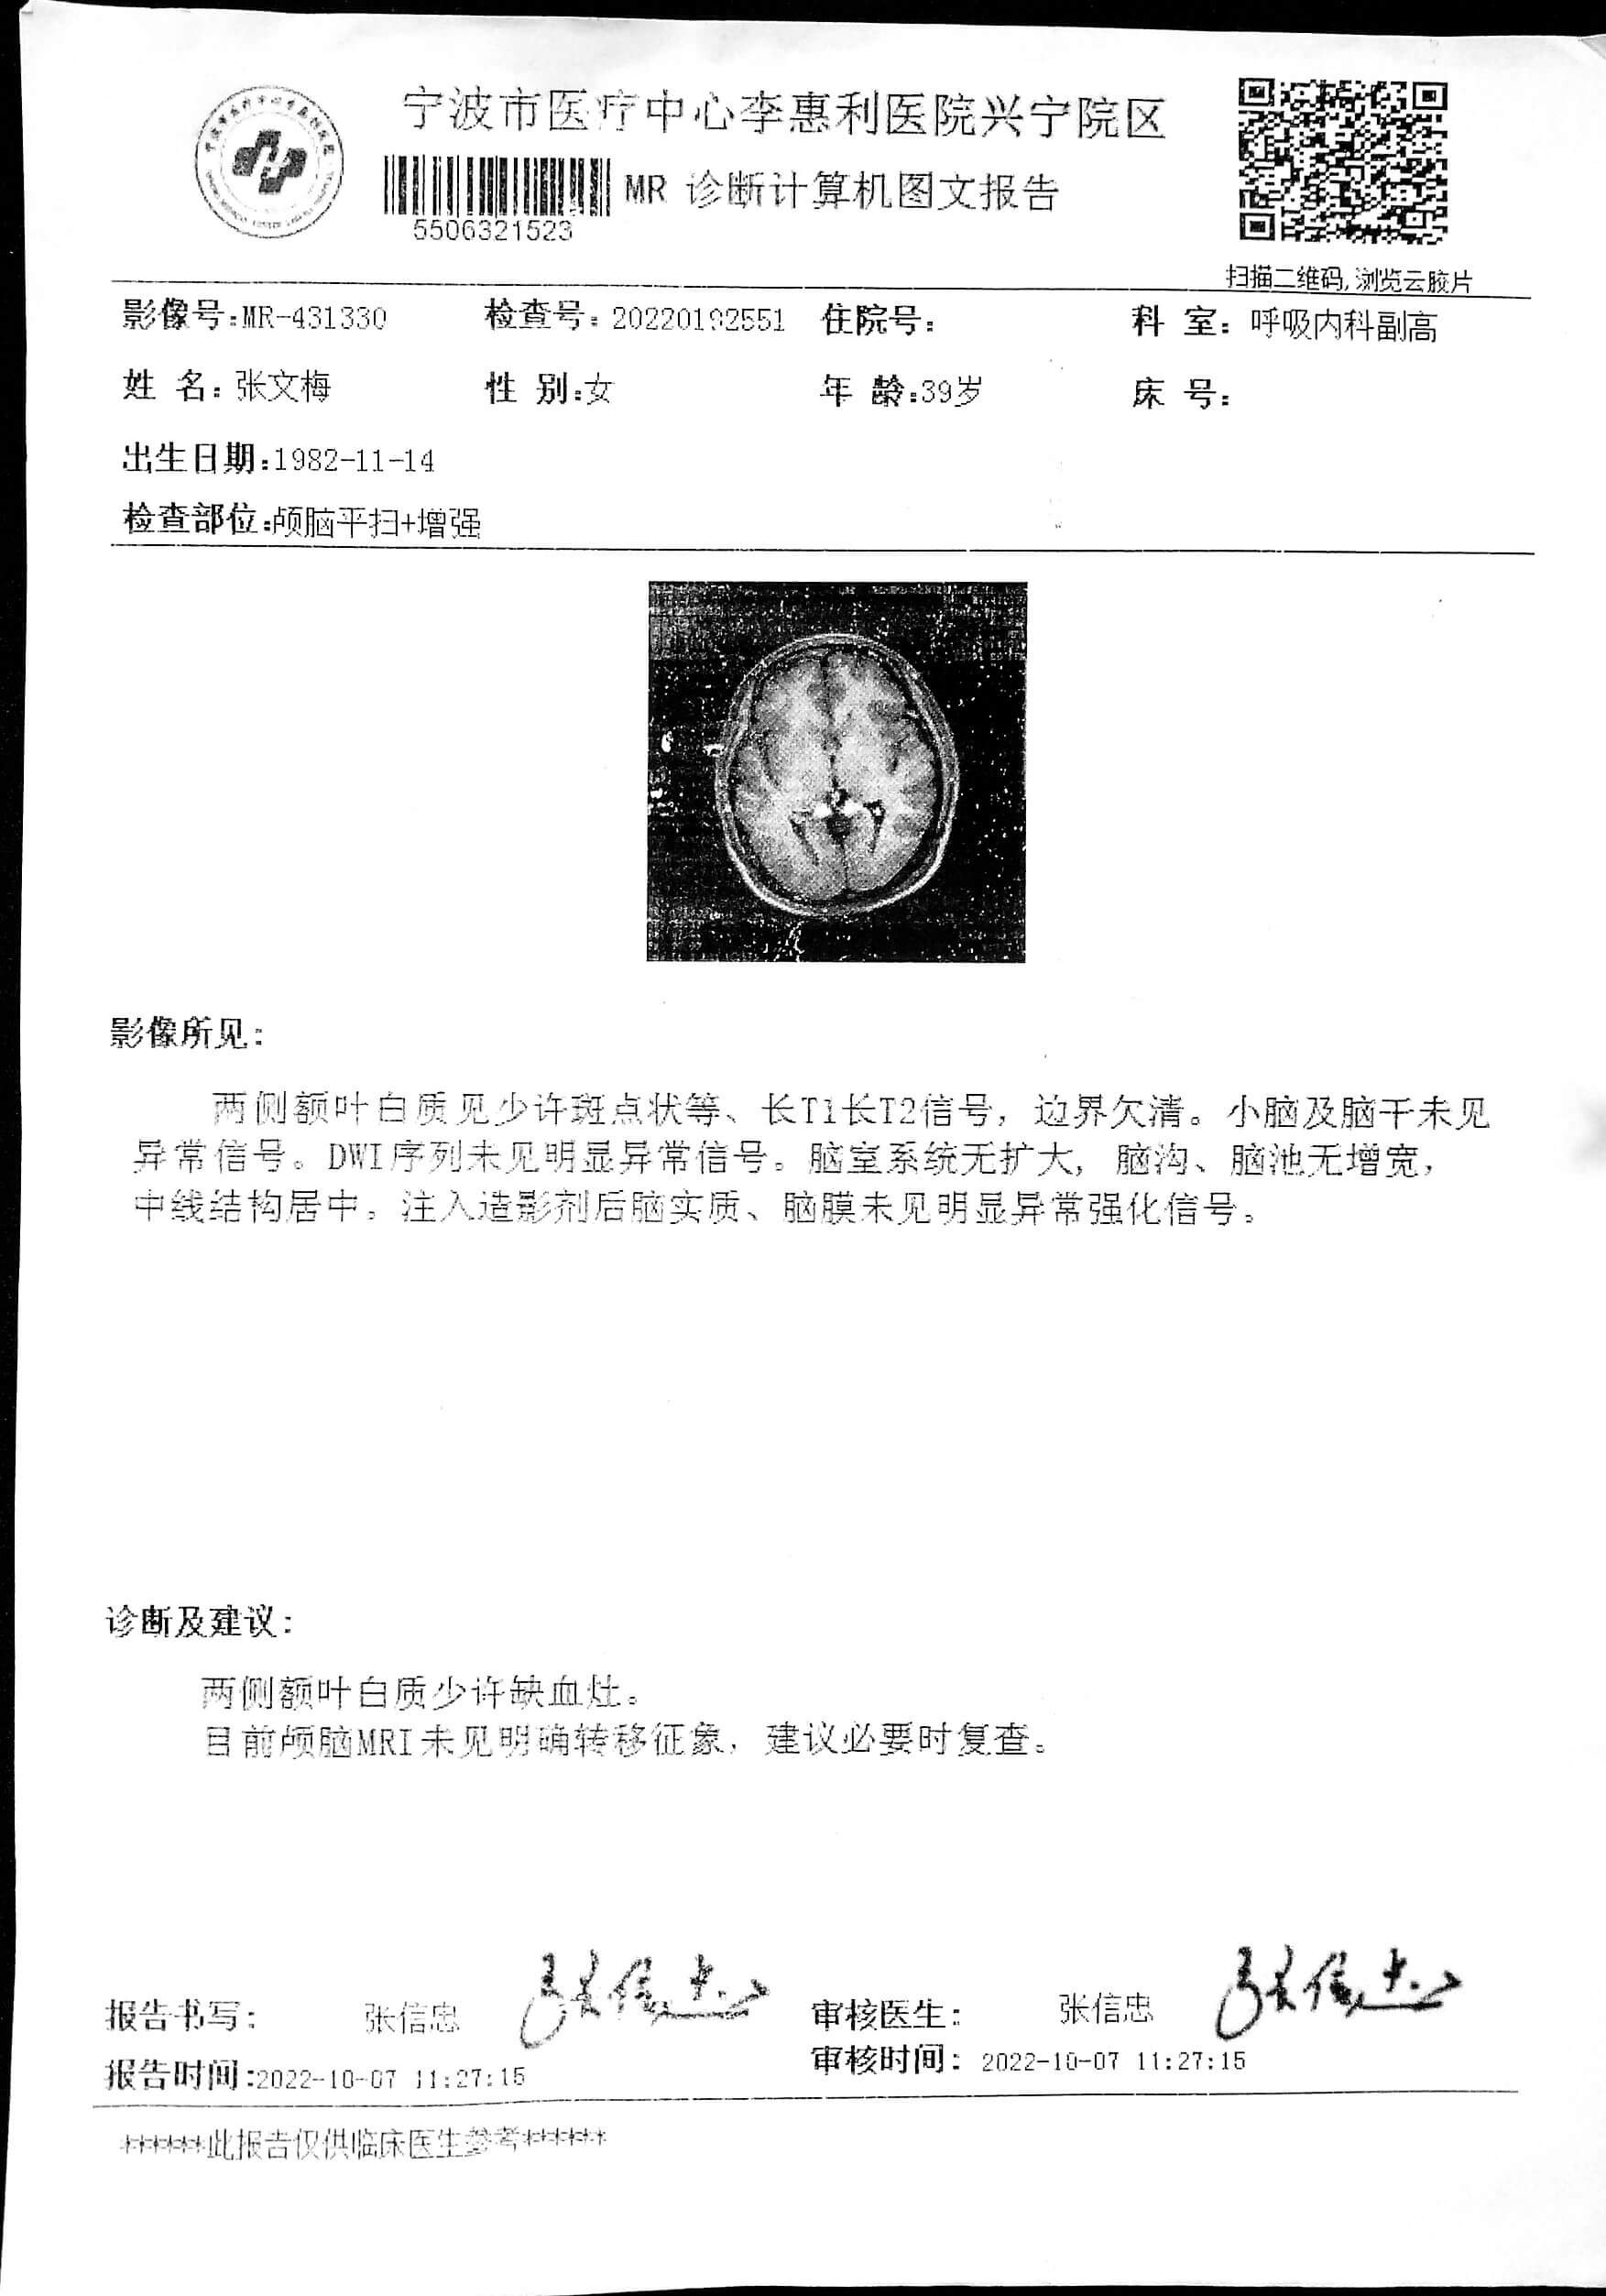 宁波市医疗中心李惠利医院兴宁院区
MR 诊断计算机图文报告
5506321523
扫描二维码,浏览云胶片
影像号:MR-431330 检查号: 20220192551 住院号: 科 室: 呼吸内科副高
姓 名: 张文梅 性 别:女 年 龄:39岁 床 号:
出生日期:1982-11-14
检查部位:颅脑平扫+增强
影像所见:
两侧额叶白质见少许斑点状等、长T1长T2信号,边界欠清。小脑及脑干未见
异常信号。DWI序列未见明显异常信号。脑室系统无扩大,脑沟、脑池无增宽,
中线结构居中。注入造影剂后脑实质、脑膜未见明显异常强化信号。
诊断及建议:
两侧额叶白质少许缺血灶。
目前颅脑MRI未见明确转移征象,建议必要时复查。
报告书写: 张信忠 张信忠 审核医生: 张信忠 张信忠
报告时间:2022-10-07 11:27:15 审核时间: 2022-10-07 11:27:15
******此报告仅供临床医生参考******